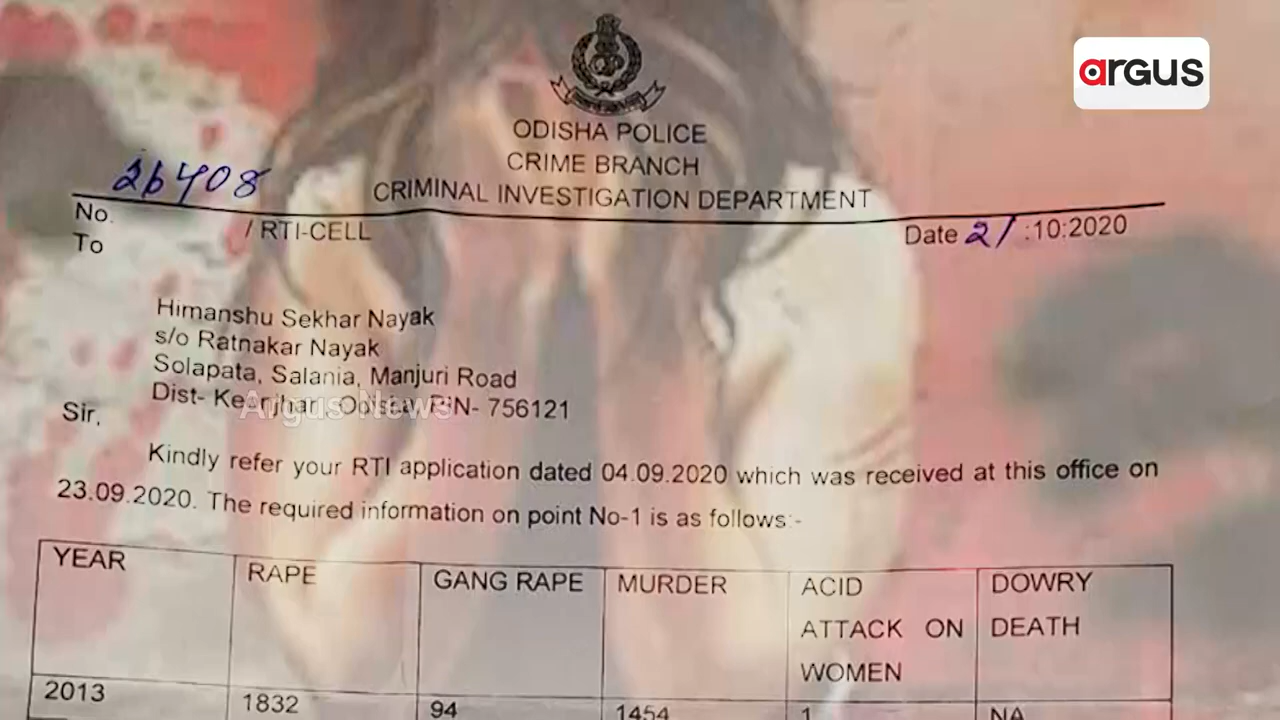 argus
ODISHA POLICE
CRIME BRANCH
CRIMINAL INVESTIGATION DEPARTMENT
26408
No. / RTI-CELL
Date 21 :10:2020
To
Himanshu Sekhar Nayak
s/o Ratnakar Nayak
Solapata, Salania, Manjuri Road
Dist- Keonjhar, Odisha PIN- 756121
Argus News
Sir,
Kindly refer your RTI application dated 04.09.2020 which was received at this office on
23.09.2020. The required information on point No-1 is as follows:-
YEAR RAPE GANG RAPE MURDER ACID DOWRY
ATTACK ON DEATH
WOMEN
2013 1832 94 1454 1 NA